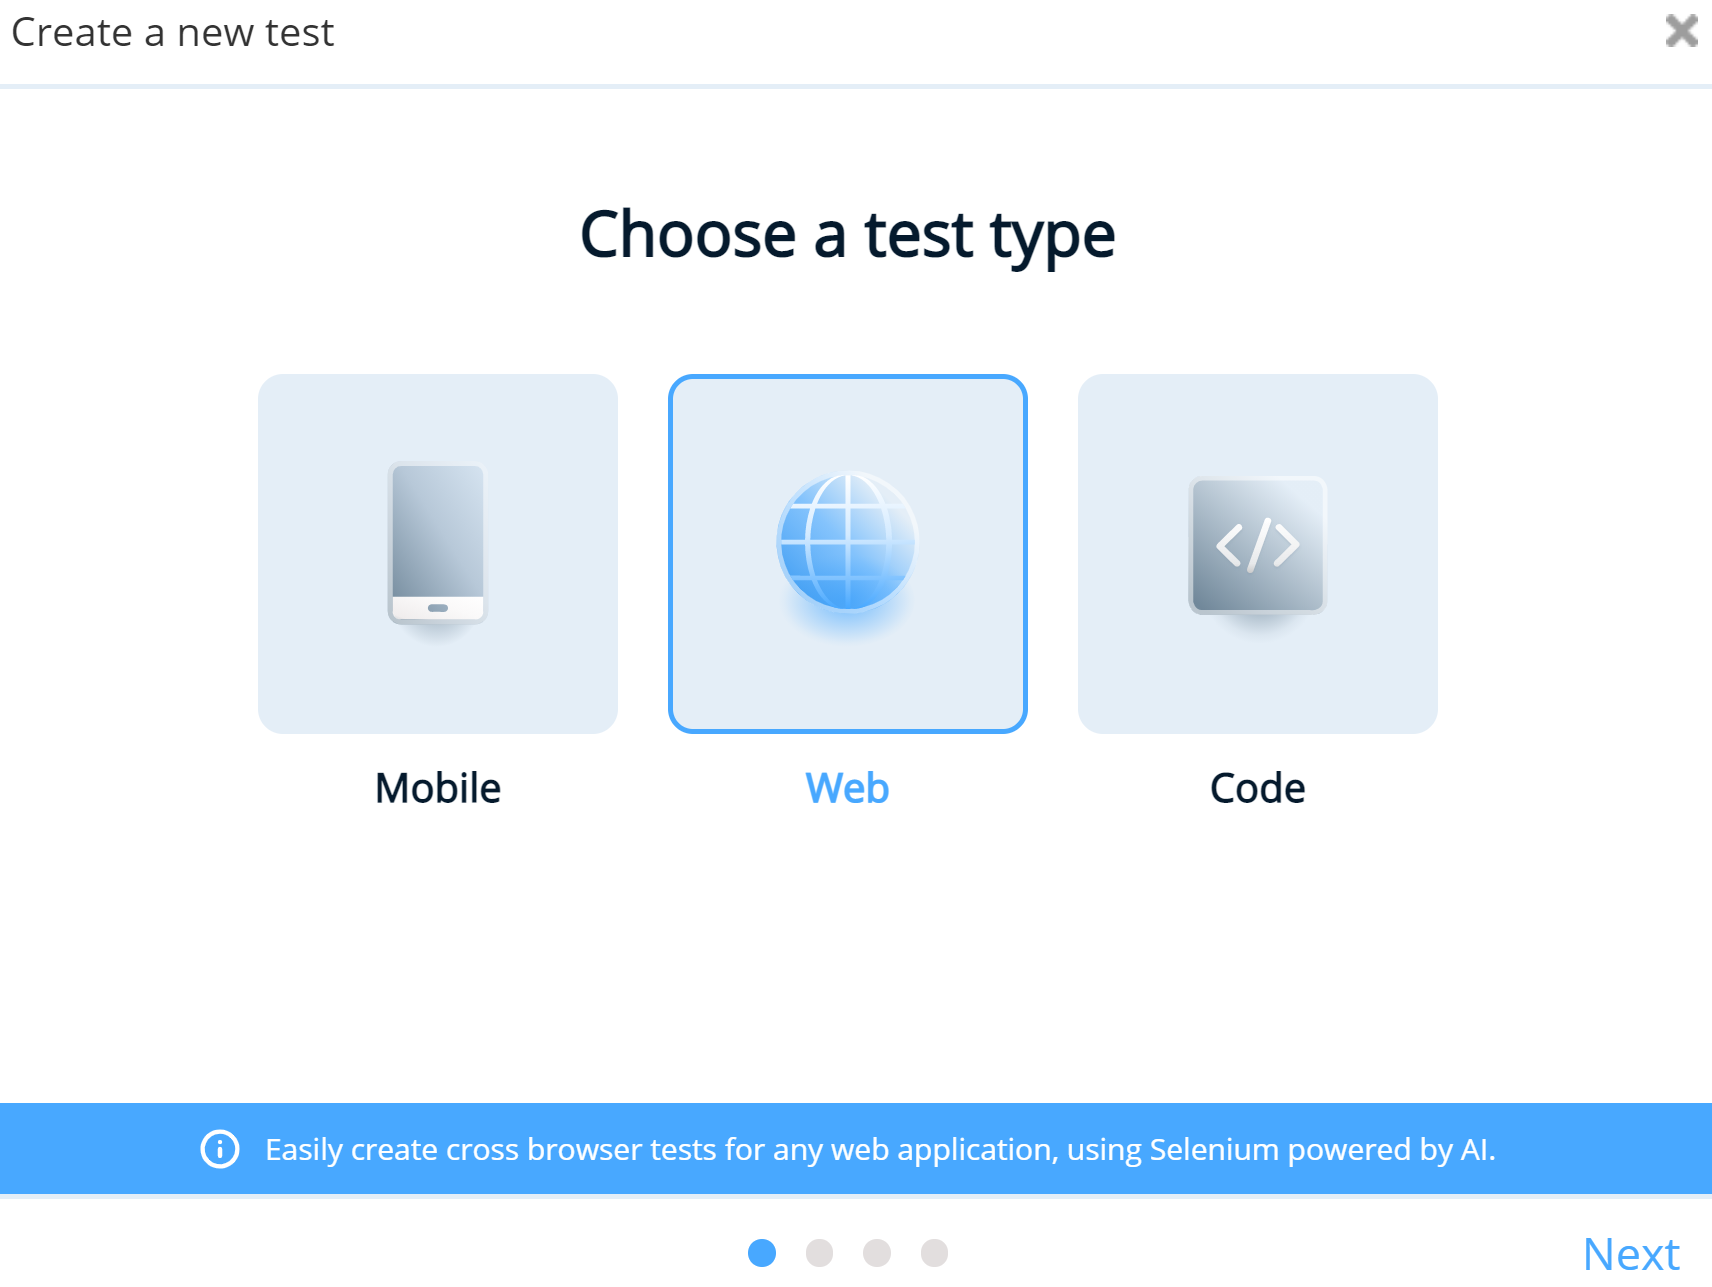 Create a new test
Choose a test type
Mobile
Web
Code
Easily create cross browser tests for any web application, using Selenium powered by AI.
Next